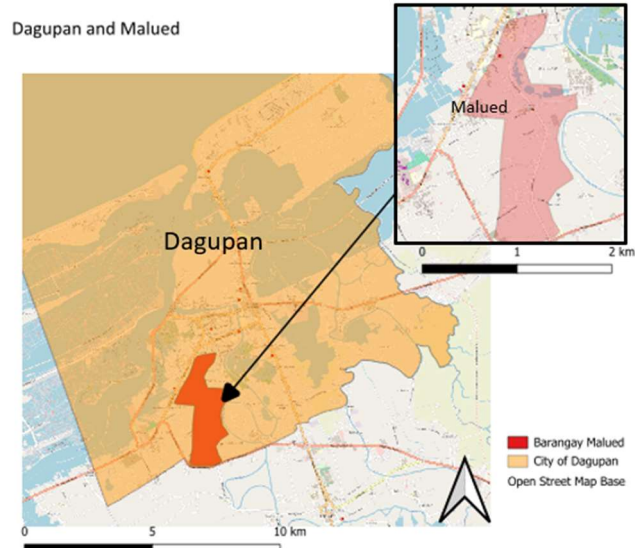 Dagupan and Malued
Malued
0 1 2 km
Dagupan
Barangay Malued
City of Dagupan
Open Street Map Base
0 5 10 km